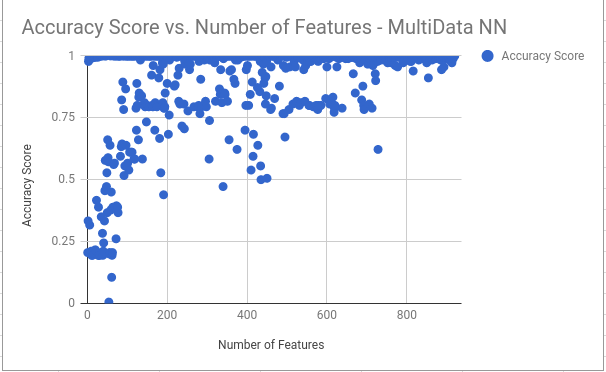 Accuracy Score vs. Number of Features - MultiData NN
Accuracy Score
1
0.75
0.5
0.25
0
Accuracy Score
0 200 400 600 800
Number of Features